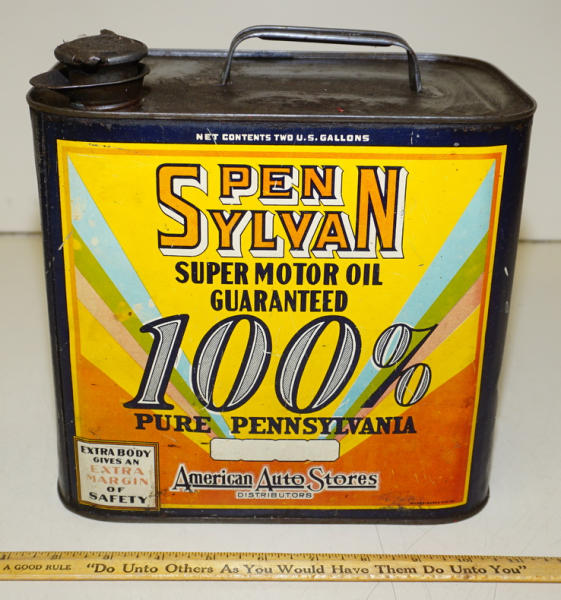 NET CONTENTS TWO U.S. GALLONS
PEN
SYLVAN
SUPER MOTOR OIL
GUARANTEED
100%
PURE PENNSYLVANIA
EXTRA BODY
GIVES AN
EXTRA
MARGIN
OF
SAFETY
American Auto Stores
DISTRIBUTORS
A GOOD RULE "Do Unto Others As You Would Have Them Do Unto You"